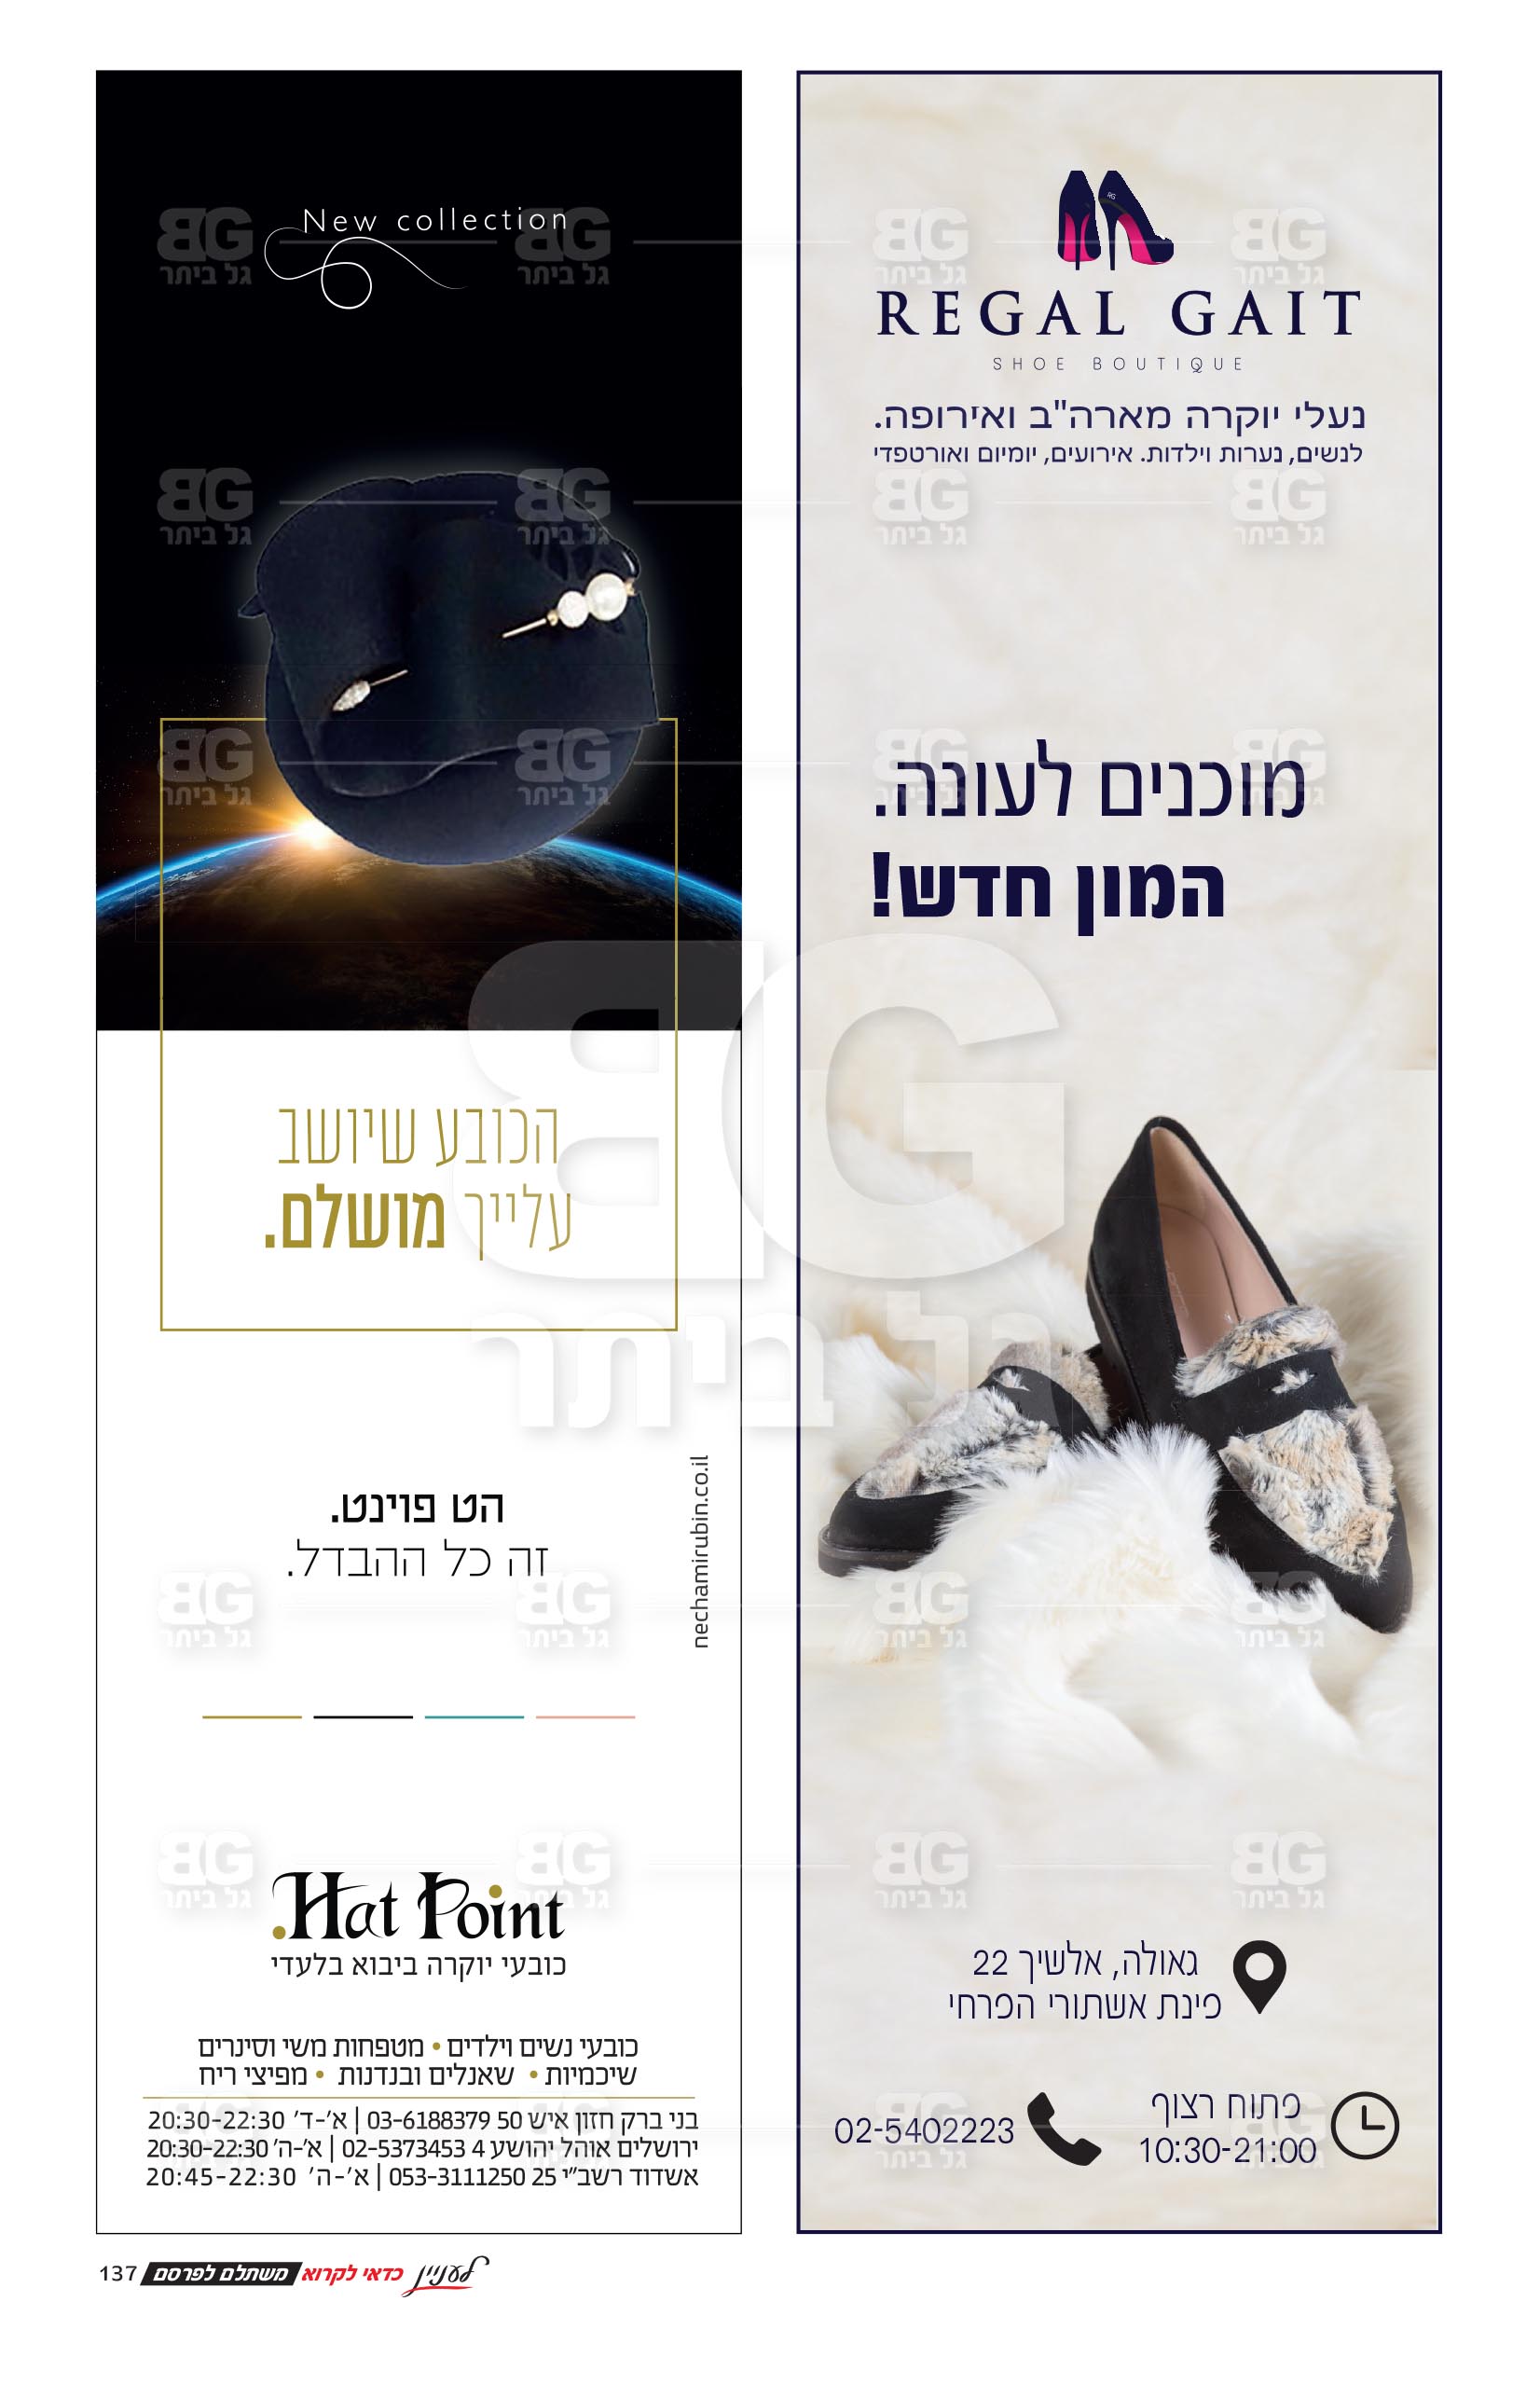 RG
REGAL GAIT
SHOE BOUTIQUE
נעלי יוקרה מארה"ב ואירופה.
לנשים, נערות וילדות. אירועים, יומיום ואורטפדי
מוכנים לעונה.
המון חדש!
גאולה, אלשיך 22
פינת אשתורי הפרחי
פתוח רצוף
10:30-21:00
02-5402223
New collection
הכובע שיושב
עלייך מושלם.
הט פוינט.
זה כל ההבדל.
nechamirubin.co.il
Hat Point.
כובעי יוקרה ביבוא בלעדי
כובעי נשים וילדים • מטפחות משי וסינרים
שיכמיות • שאנלים ובנדנות • מפיצי ריח
בני ברק חזון איש 50 03-6188379 | א'-ד' 20:30-22:30
ירושלים אוהל יהושע 4 02-5373453 | א'-ה' 20:30-22:30
אשדוד רשב"י 25 053-3111250 | א'-ה' 20:45-22:30
לעניין כדאי לקרוא משתלם לפרסם 137
BG
גל ביתר